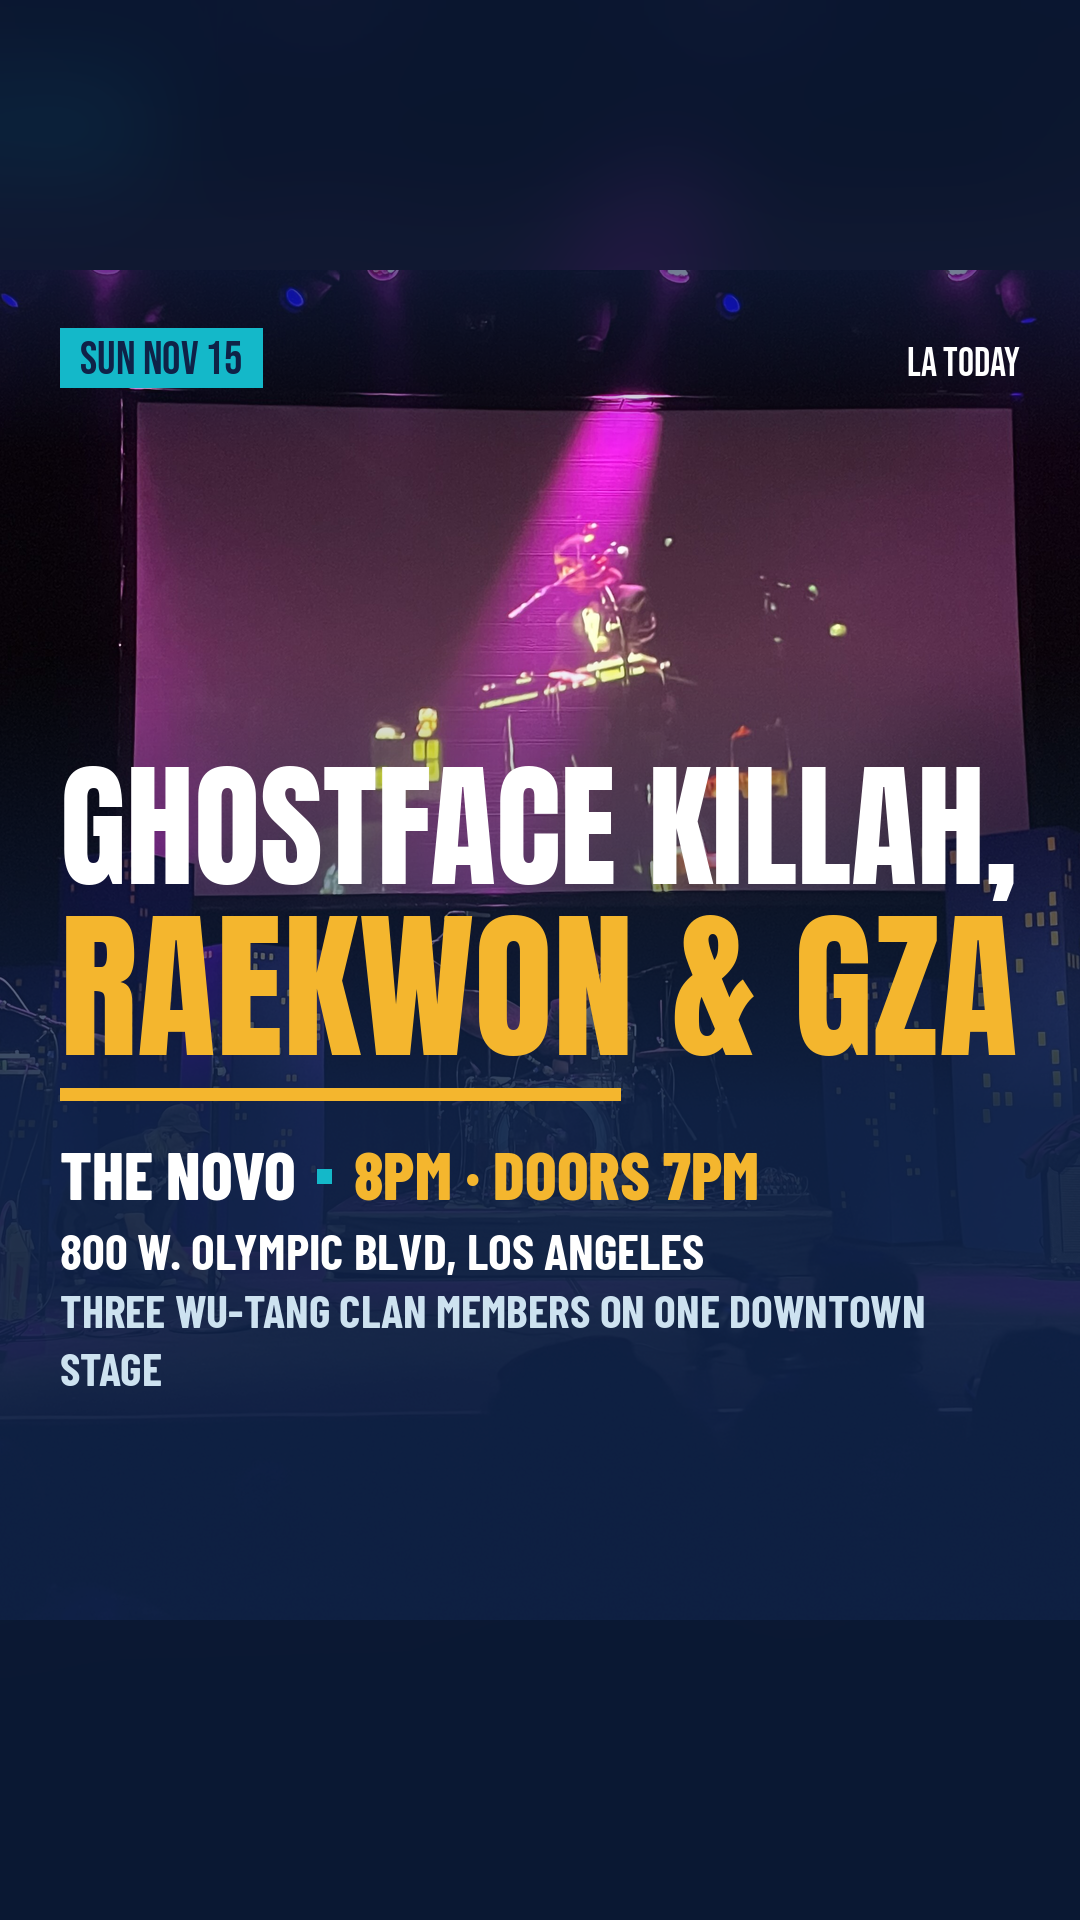 SUN NOV 15
LA TODAY
GHOSTFACE KILLAH,
RAEKWON & GZA
THE NOVO ▪ 8PM · DOORS 7PM
800 W. OLYMPIC BLVD, LOS ANGELES
THREE WU-TANG CLAN MEMBERS ON ONE DOWNTOWN
STAGE